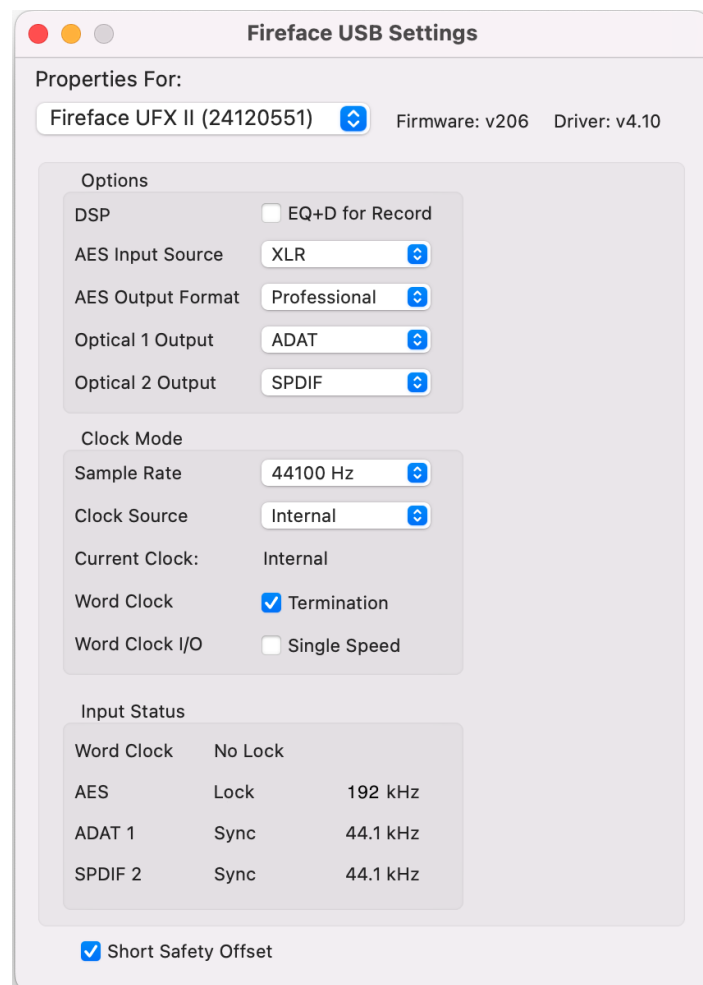 Fireface USB Settings
Properties For:
Fireface UFX II (24120551) Firmware: v206 Driver: v4.10
Options
DSP EQ+D for Record
AES Input Source XLR
AES Output Format Professional
Optical 1 Output ADAT
Optical 2 Output SPDIF
Clock Mode
Sample Rate 44100 Hz
Clock Source Internal
Current Clock: Internal
Word Clock Termination
Word Clock I/O Single Speed
Input Status
Word Clock No Lock
AES Lock 192 kHz
ADAT 1 Sync 44.1 kHz
SPDIF 2 Sync 44.1 kHz
Short Safety Offset